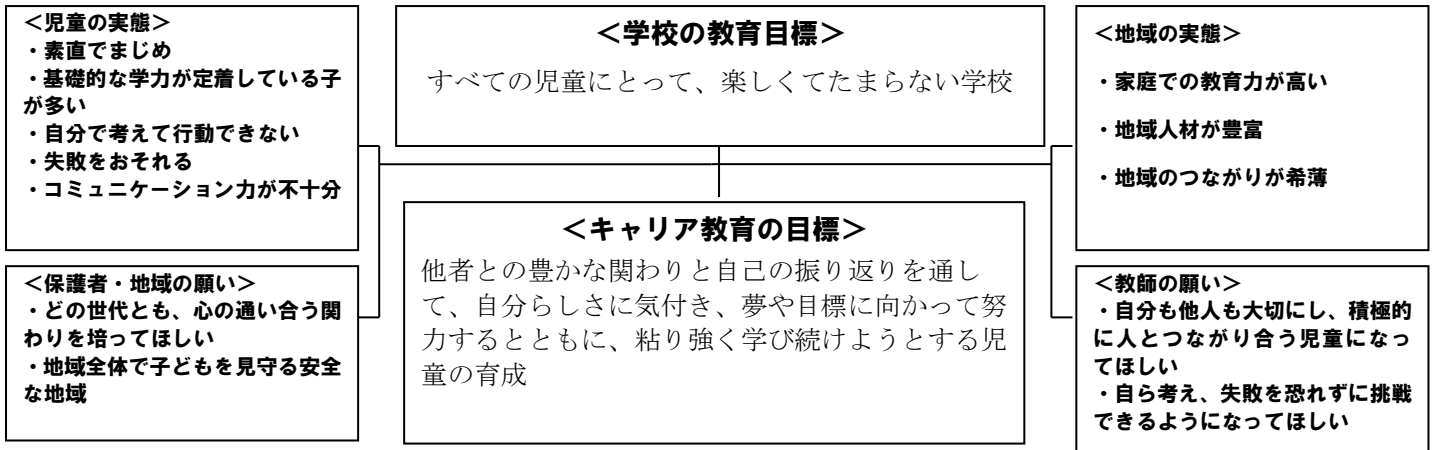 <児童の実態>
・素直でまじめ
・基礎的な学力が定着している子
が多い
・自分で考えて行動できない
・失敗をおそれる
・コミュニケーション力が不十分
<学校の教育目標>
すべての児童にとって、楽しくてたまらない学校
<地域の実態>
・家庭での教育力が高い
・地域人材が豊富
・地域のつながりが希薄
<保護者・地域の願い>
・どの世代とも、心の通い合う関
わりを培ってほしい
・地域全体で子どもを見守る安全
な地域
<キャリア教育の目標>
他者との豊かな関わりと自己の振り返りを通し
て、自分らしさに気付き、夢や目標に向かって努
力するとともに、粘り強く学び続けようとする児
童の育成
<教師の願い>
・自分も他人も大切にし、積極的
に人とつながり合う児童になっ
てほしい
・自ら考え、失敗を恐れずに挑戦
できるようになってほしい